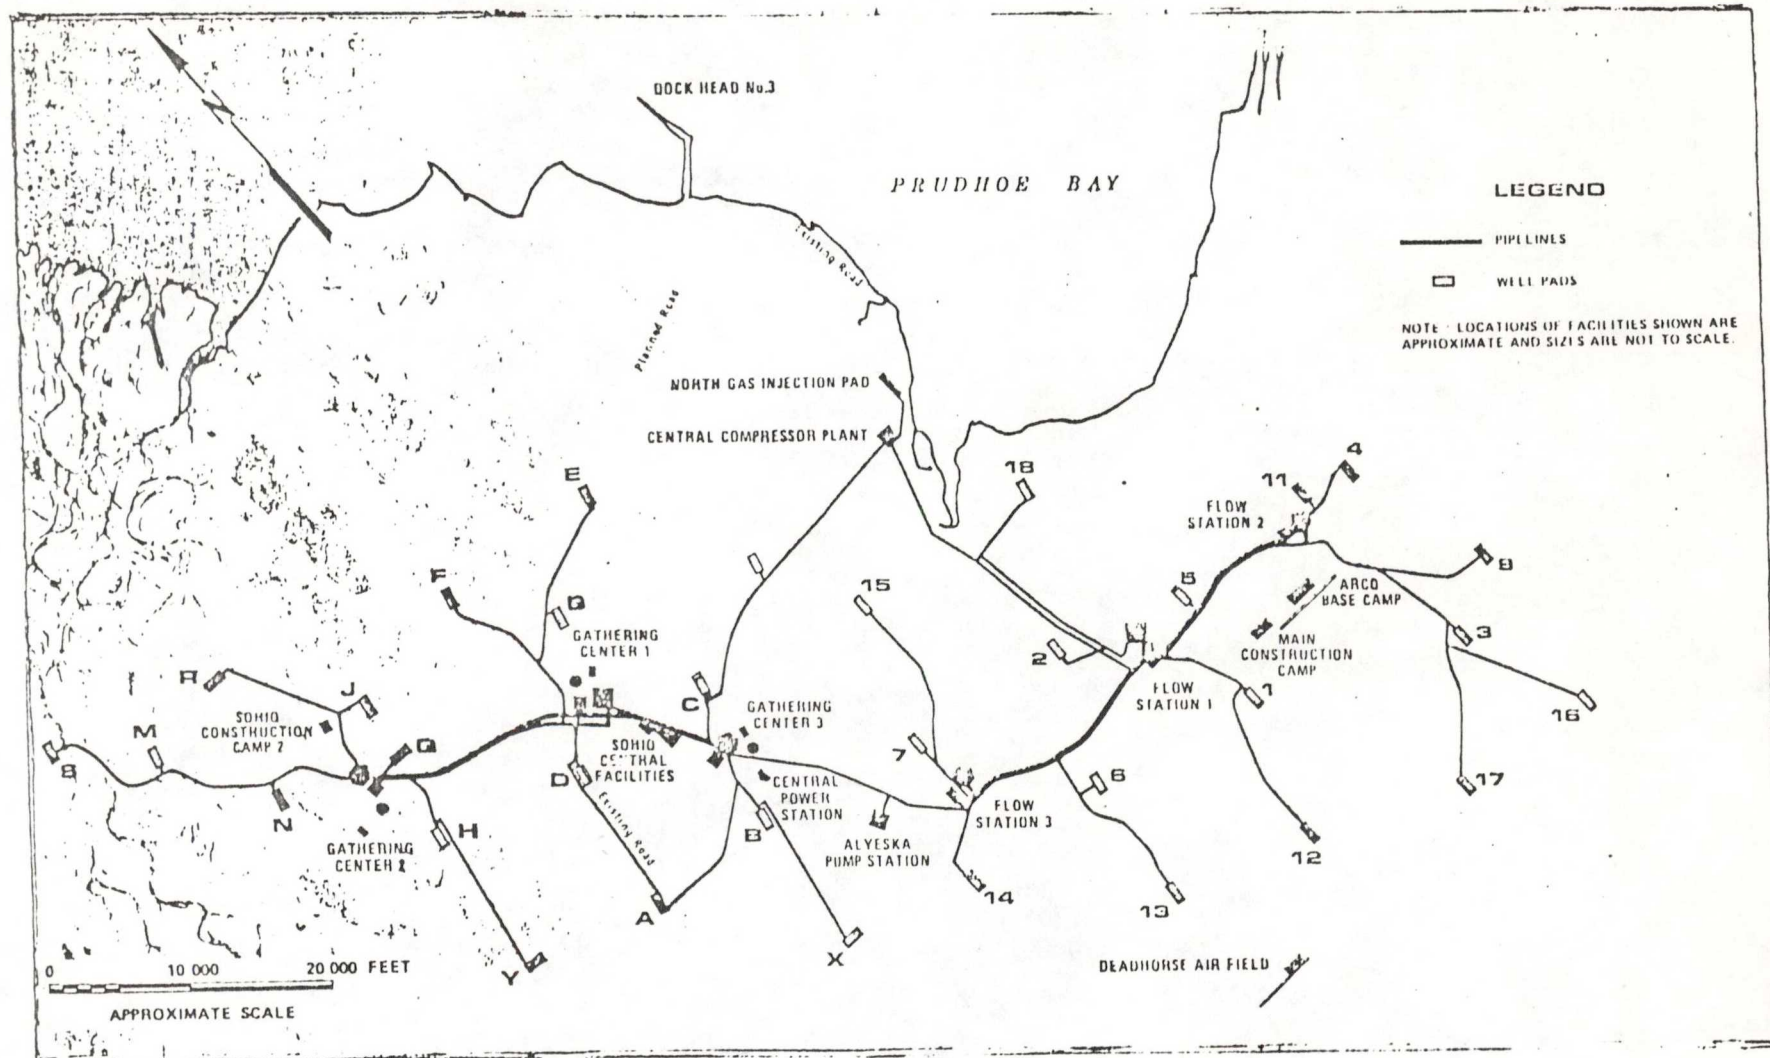 DOCK HEAD No.3
PRUDHOE BAY
LEGEND
PIPELINES
WELL PADS
NOTE : LOCATIONS OF FACILITIES SHOWN ARE
APPROXIMATE AND SIZES ARE NOT TO SCALE.
Existing Road
Planned Road
NORTH GAS INJECTION PAD
CENTRAL COMPRESSOR PLANT
E
18
11
4
FLOW
STATION 2
F
Q
15
5
9
ARCO
BASE CAMP
GATHERING
CENTER 1
2
3
MAIN
CONSTRUCTION
CAMP
R
J
C
FLOW
STATION 1
1
16
SOHIO
CONSTRUCTION
CAMP 2
GATHERING
CENTER 3
S
M
Q
SOHIO
CENTRAL
FACILITIES
7
D
CENTRAL
POWER
STATION
6
17
N
H
Existing Road
B
FLOW
STATION 3
GATHERING
CENTER 2
ALYESKA
PUMP STATION
12
A
14
13
X
Y
DEADHORSE AIR FIELD
0 10 000 20 000 FEET
APPROXIMATE SCALE